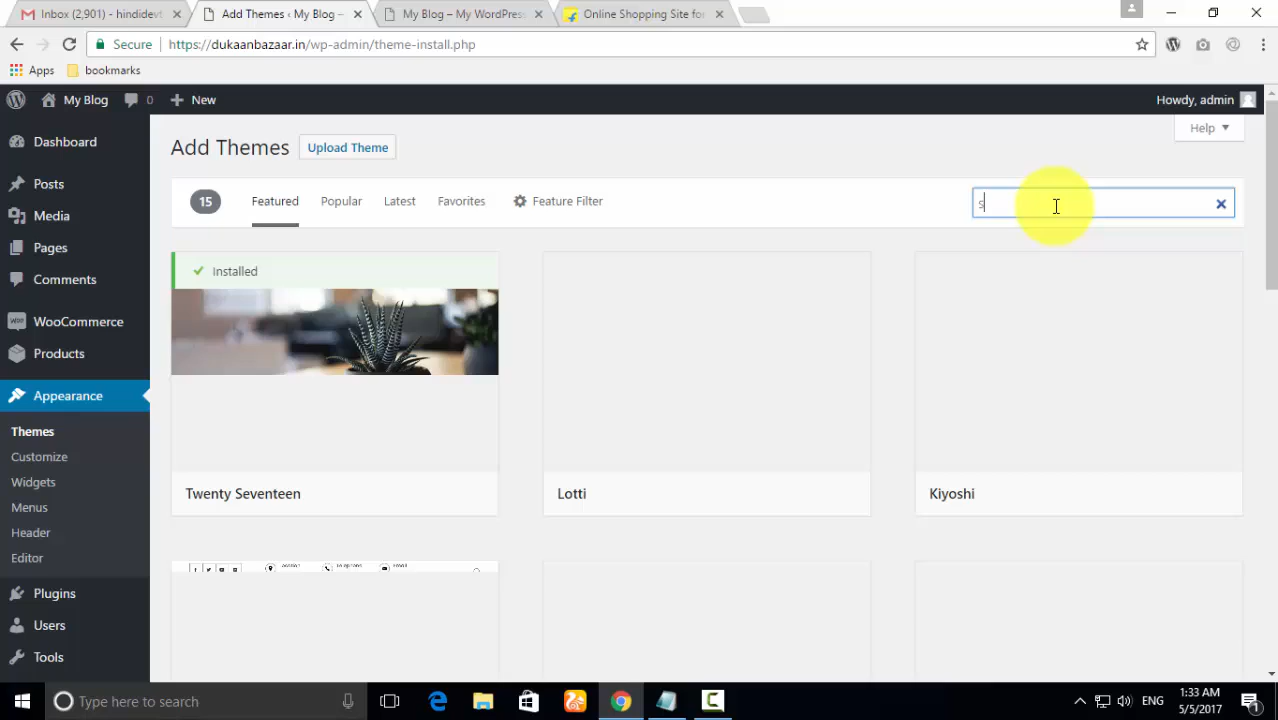 Inbox (2,901) - hindidevt
Add Themes ‹ My Blog –
My Blog – My WordPress
Online Shopping Site for
Secure
https://dukaanbazaar.in/wp-admin/theme-install.php
Apps
bookmarks
My Blog
0
New
Howdy, admin
Dashboard
Add Themes
Upload Theme
Help
Posts
Media
15
Featured
Popular
Latest
Favorites
Feature Filter
s
Pages
Comments
Installed
WooCommerce
Products
Appearance
Themes
Customize
Widgets
Twenty Seventeen
Lotti
Kiyoshi
Menus
Header
Editor
Location
Telephone
Email
Plugins
Users
Tools
Type here to search
ENG
1:33 AM
5/5/2017
1